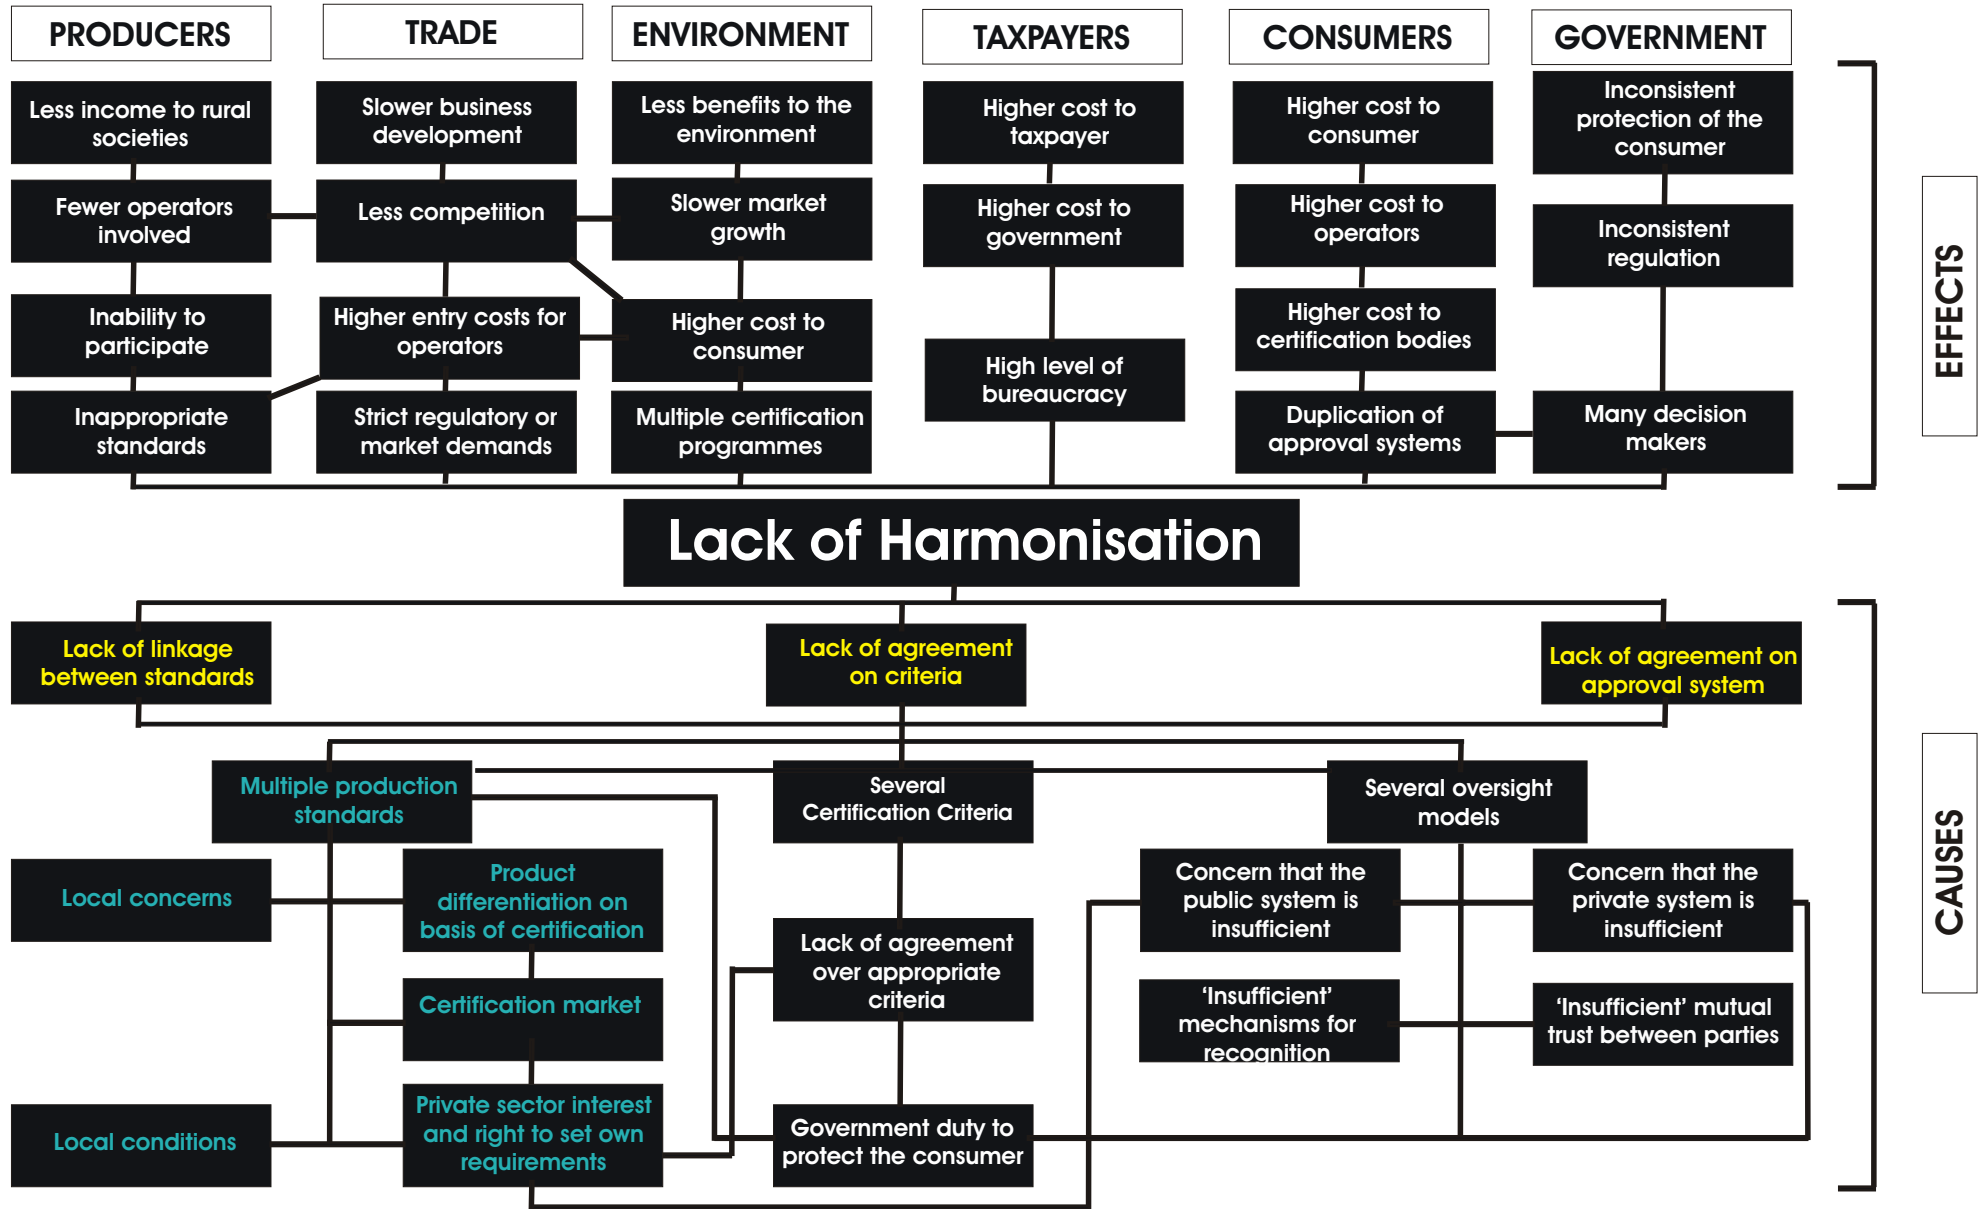 PRODUCERS
TRADE
ENVIRONMENT
TAXPAYERS
CONSUMERS
GOVERNMENT
Less income to rural
societies
Slower business
development
Less benefits to the
environment
Higher cost to
taxpayer
Higher cost to
consumer
Inconsistent
protection of the
consumer
Fewer operators
involved
Less competition
Slower market
growth
Higher cost to
government
Higher cost to
operators
Inconsistent
regulation
Inability to
participate
Higher entry costs for
operators
Higher cost to
consumer
High level of
bureaucracy
Higher cost to
certification bodies
Inappropriate
standards
Strict regulatory or
market demands
Multiple certification
programmes
Duplication of
approval systems
Many decision
makers
EFFECTS
Lack of Harmonisation
Lack of linkage
between standards
Lack of agreement
on criteria
Lack of agreement on
approval system
Multiple production
standards
Several
Certification Criteria
Several oversight
models
Local concerns
Product
differentiation on
basis of certification
Lack of agreement
over appropriate
criteria
Concern that the
public system is
insufficient
Concern that the
private system is
insufficient
Certification market
‘Insufficient’
mechanisms for
recognition
‘Insufficient’ mutual
trust between parties
Local conditions
Private sector interest
and right to set own
requirements
Government duty to
protect the consumer
CAUSES